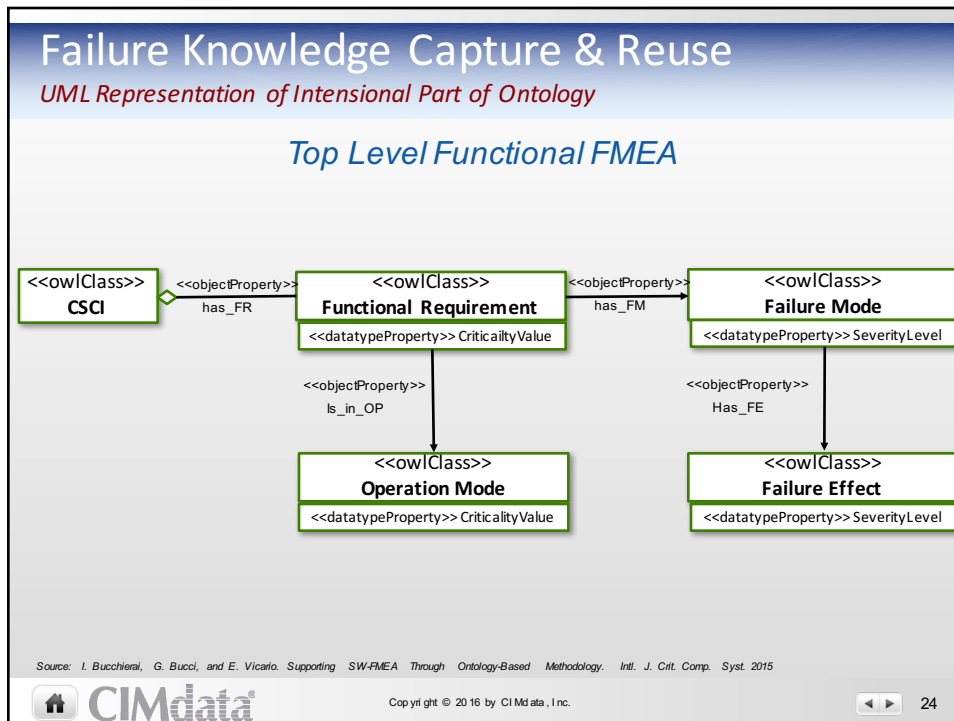 Failure Knowledge Capture & Reuse
UML Representation of Intensional Part of Ontology
Top Level Functional FMEA
<<owlClass>>
CSCI
<<objectProperty>>
has_FR
<<owlClass>>
Functional Requirement
<<datatypeProperty>> CriticailtyValue
<<objectProperty>>
has_FM
<<owlClass>>
Failure Mode
<<datatypeProperty>> SeverityLevel
<<objectProperty>>
Is_in_OP
<<objectProperty>>
Has_FE
<<owlClass>>
Operation Mode
<<datatypeProperty>> CriticalityValue
<<owlClass>>
Failure Effect
<<datatypeProperty>> SeverityLevel
Source: I. Bucchierai, G. Bucci, and E. Vicario. Supporting SW-FMEA Through Ontology-Based Methodology. Intl. J. Crit. Comp. Syst. 2015
CIMdata®
Copyright © 2016 by CIMdata, Inc.
24